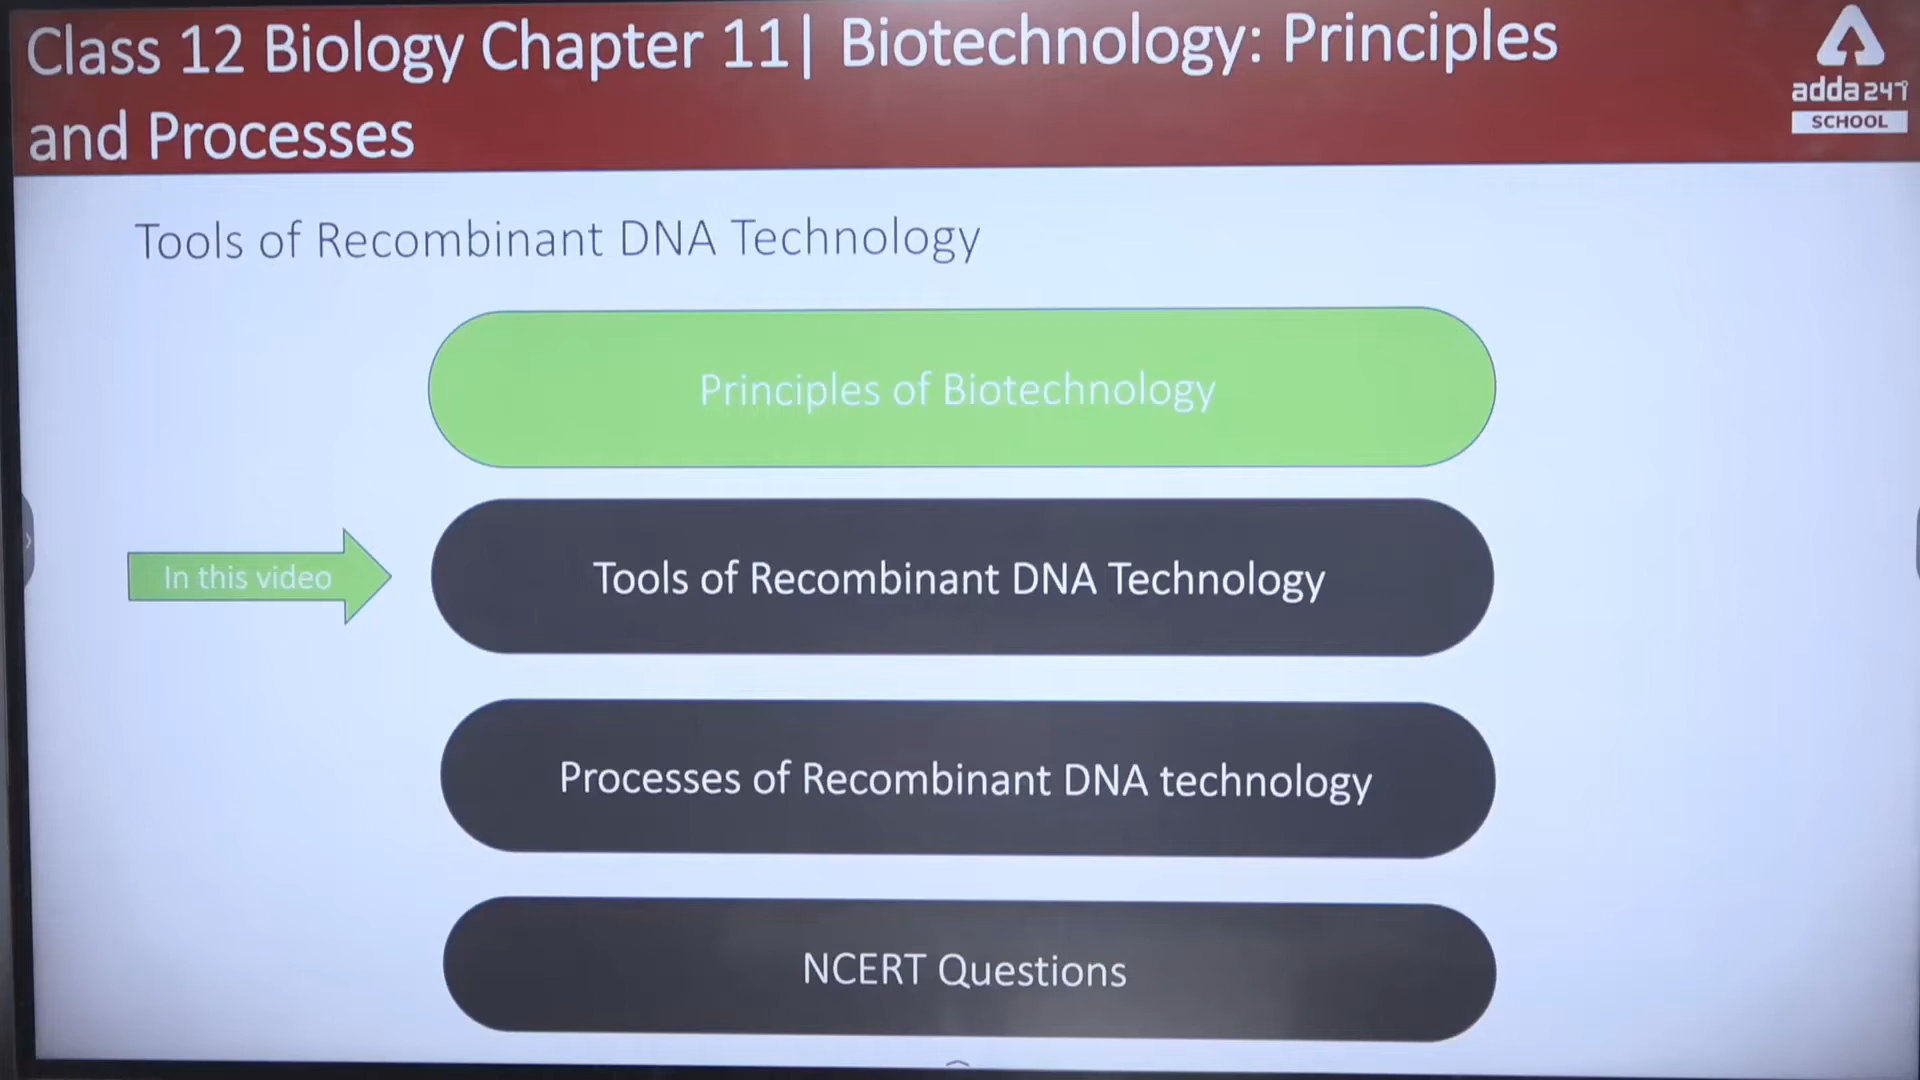 Class 12 Biology Chapter 11| Biotechnology: Principles
and Processes
adda247
SCHOOL
Tools of Recombinant DNA Technology
Principles of Biotechnology
In this video
Tools of Recombinant DNA Technology
Processes of Recombinant DNA technology
NCERT Questions